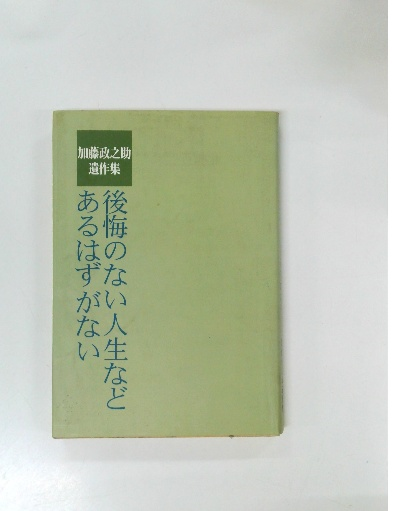 加藤政之助
遺作集
後悔のない人生など
あるはずがない